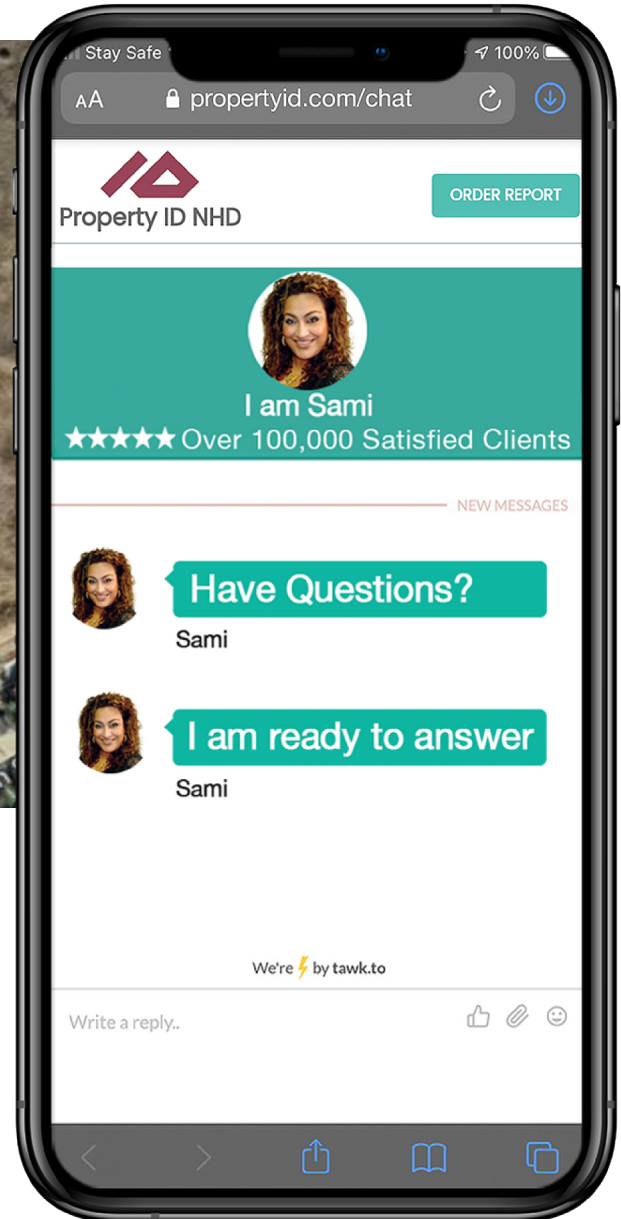 Stay Safe
100%
AA
propertyid.com/chat
Property ID NHD
ORDER REPORT
I am Sami
★★★★★ Over 100,000 Satisfied Clients
NEW MESSAGES
Have Questions?
Sami
I am ready to answer
Sami
We're⚡by tawk.to
Write a reply..